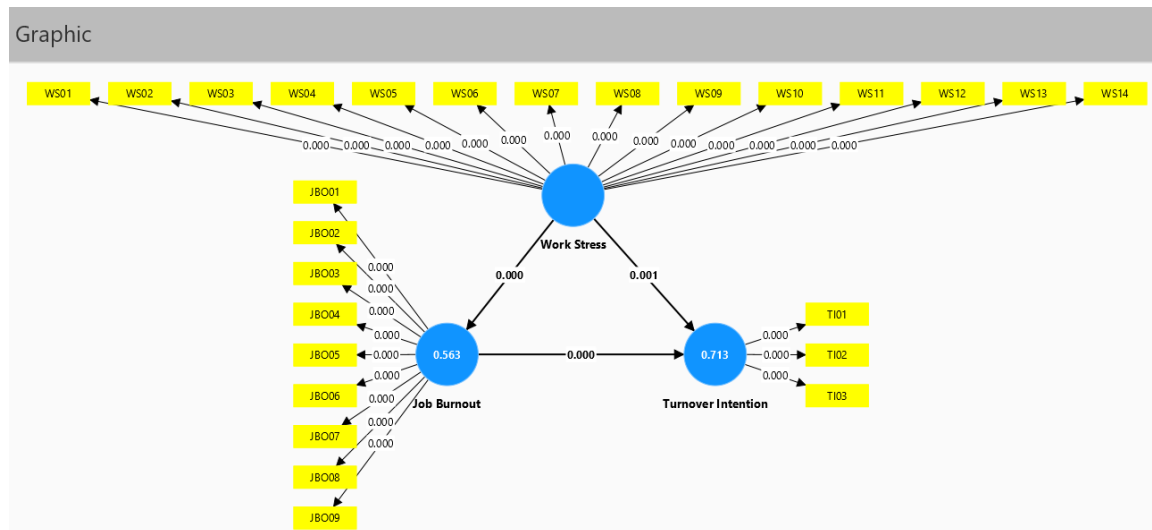 Graphic
WS01 WS02 WS03 WS04 WS05 WS06 WS07 WS08 WS09 WS10 WS11 WS12 WS13 WS14
0.000 0.000 0.000 0.000 0.000 0.000 0.000 0.000 0.000 0.000 0.000 0.000 0.000 0.000
Work Stress
JBO01
JBO02
JBO03
JBO04
JBO05
JBO06
JBO07
JBO08
JBO09
0.000
0.000
0.000
0.000
0.000
0.000
0.000
0.000
0.000
0.000
0.001
0.563
Job Burnout
0.000
0.713
Turnover Intention
0.000
0.000
0.000
TI01
TI02
TI03